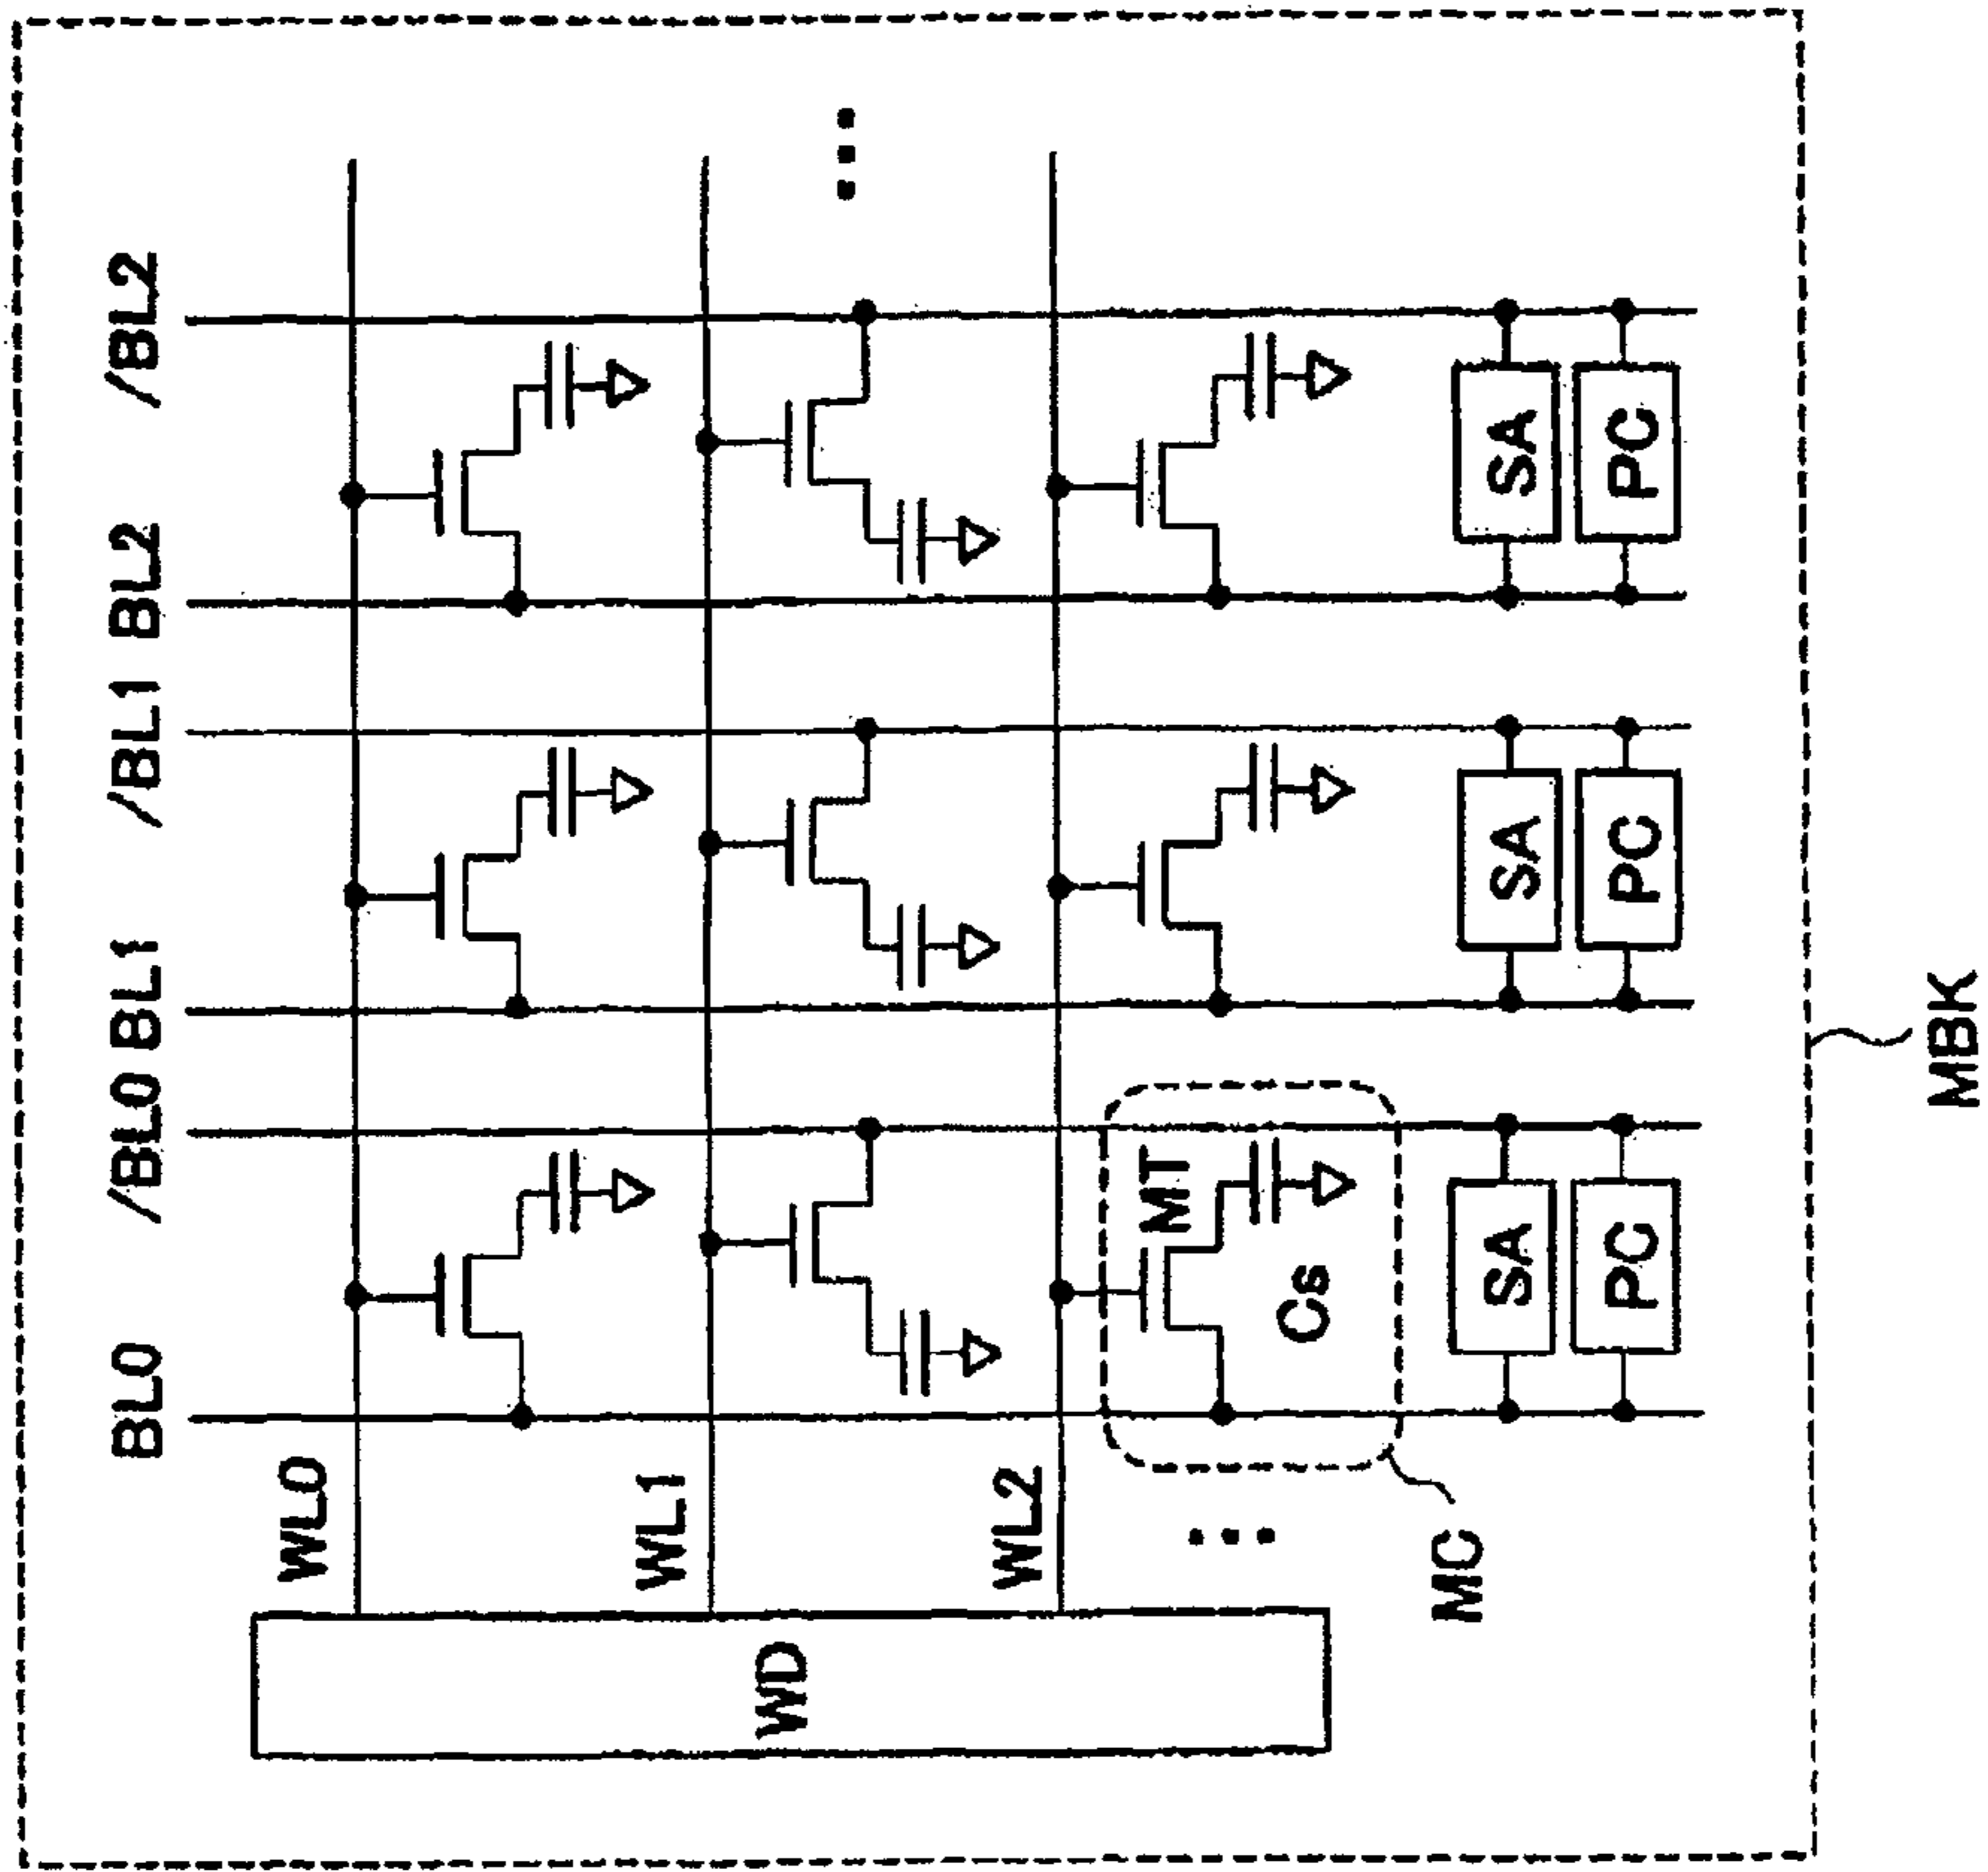 BL0 /BL0 BL1 /BL1 BL2 /BL2
WL0
WL1
WD
WL2
MT
Cs
MC
SA SA SA
PC PC PC
MBK